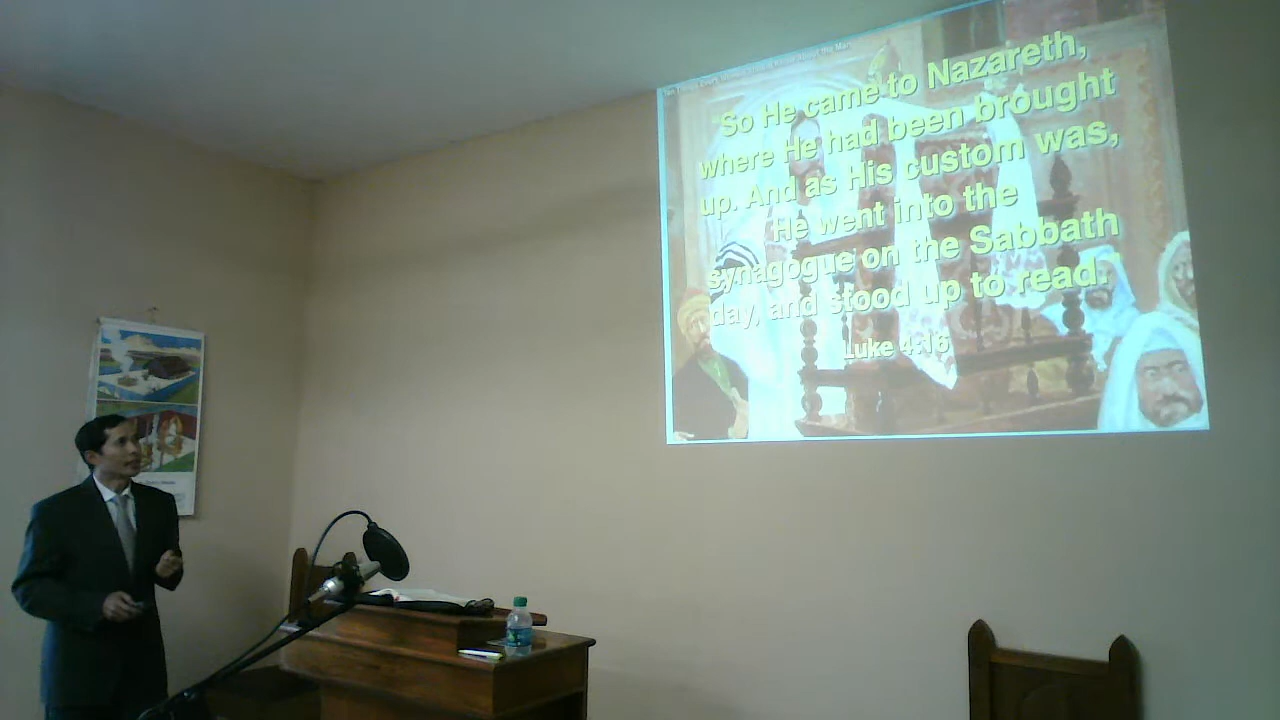 "So He came to Nazareth,
where He had been brought
up. And as His custom was,
He went into the
synagogue on the Sabbath
day, and stood up to read."
Luke 4:16